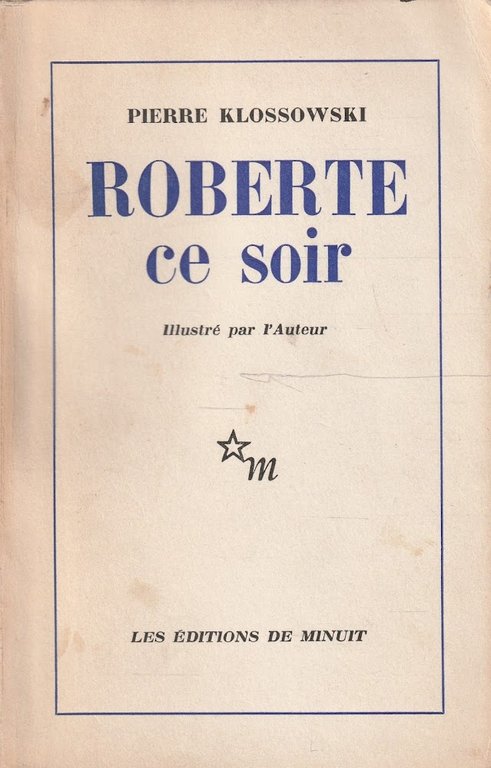 PIERRE KLOSSOWSKI
ROBERTE
ce soir
Illustré par l'Auteur
m
LES ÉDITIONS DE MINUIT